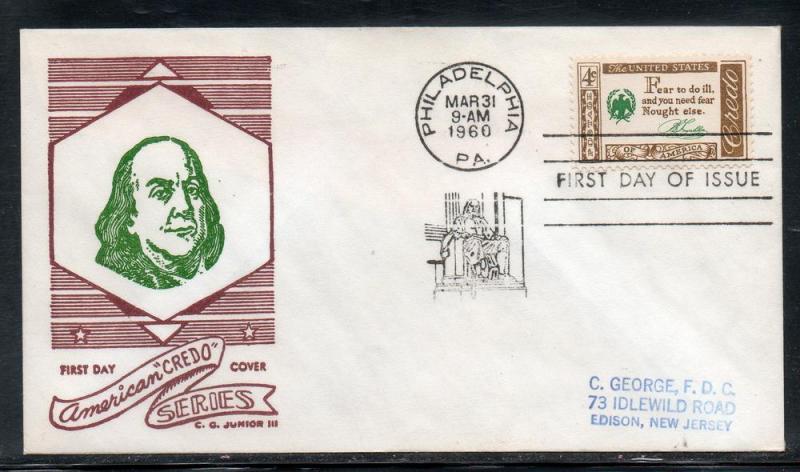 FIRST DAY COVER
American "CREDO"
SERIES
C. G. JUNIOR III
PHILADELPHIA
MAR 31
9-AM
1960
PA.
4¢
The UNITED STATES
Fear to do ill,
and you need fear
Nought else.
B Franklin
Credo
OF AMERICA
FIRST DAY OF ISSUE
C. GEORGE, F. D. C.
73 IDLEWILD ROAD
EDISON, NEW JERSEY